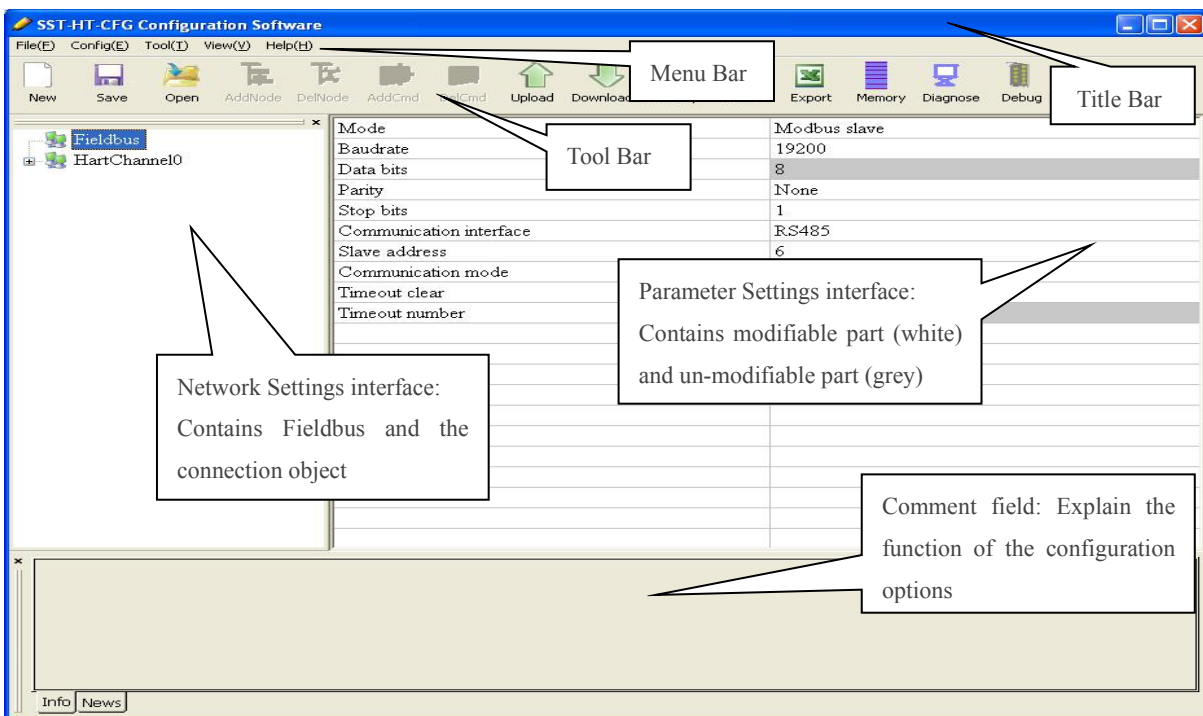 SST-HT-CFG Configuration Software
File(F) Config(E) Tool(T) View(V) Help(H)
Menu Bar
Title Bar
New Save Open AddNode DelNode AddCmd DelCmd Upload Download Export Memory Diagnose Debug
Tool Bar
Fieldbus
HartChannel0
Mode Modbus slave
Baudrate 19200
Data bits 8
Parity None
Stop bits 1
Communication interface RS485
Slave address 6
Communication mode
Timeout clear
Timeout number
Parameter Settings interface:
Contains modifiable part (white)
and un-modifiable part (grey)
Network Settings interface:
Contains Fieldbus and the
connection object
Comment field: Explain the
function of the configuration
options
Info News